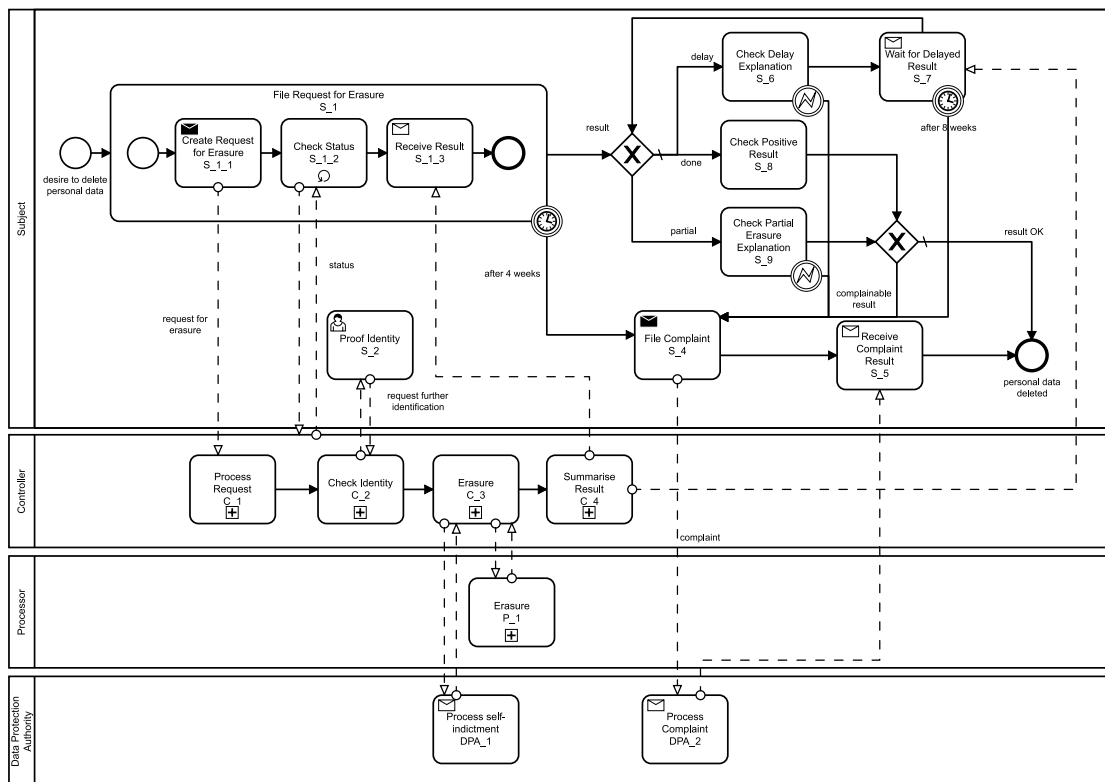 Subject
File Request for Erasure
S_1
desire to delete
personal data
Create Request
for Erasure
S_1_1
Check Status
S_1_2
Receive Result
S_1_3
after 4 weeks
result
delay
done
partial
Check Delay
Explanation
S_6
Wait for Delayed
Result
S_7
after 8 weeks
Check Positive
Result
S_8
Check Partial
Erasure
Explanation
S_9
result OK
complainable
result
status
request for
erasure
Proof Identity
S_2
request further
identification
File Complaint
S_4
Receive
Complaint
Result
S_5
personal data
deleted
Controller
Process
Request
C_1
Check Identity
C_2
Erasure
C_3
Summarise
Result
C_4
complaint
Processor
Erasure
P_1
Data Protection
Authority
Process self-
indictment
DPA_1
Process
Complaint
DPA_2